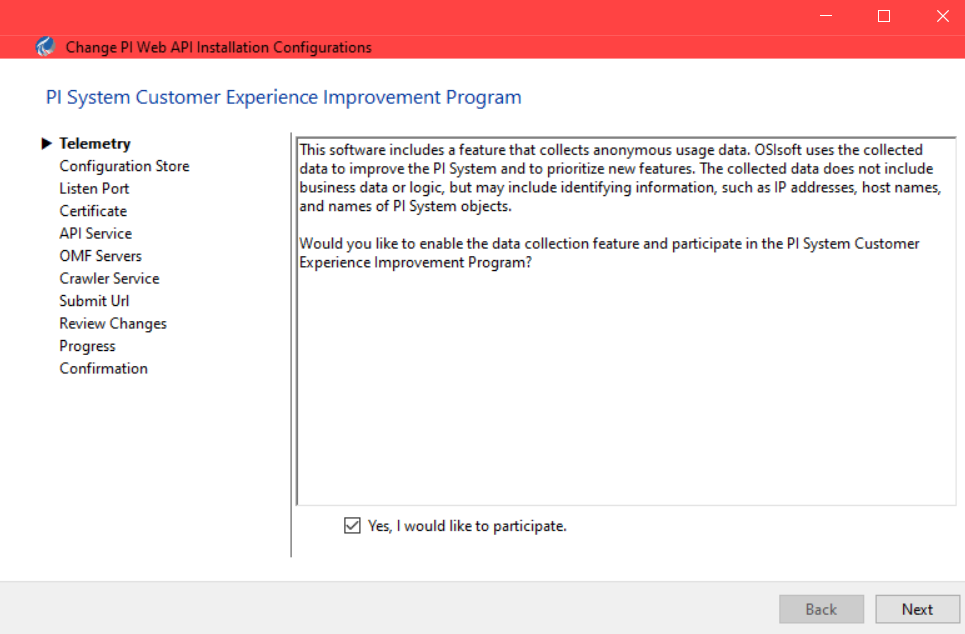 Change PI Web API Installation Configurations
PI System Customer Experience Improvement Program
Telemetry
Configuration Store
Listen Port
Certificate
API Service
OMF Servers
Crawler Service
Submit Url
Review Changes
Progress
Confirmation
This software includes a feature that collects anonymous usage data. OSIsoft uses the collected
data to improve the PI System and to prioritize new features. The collected data does not include
business data or logic, but may include identifying information, such as IP addresses, host names,
and names of PI System objects.
Would you like to enable the data collection feature and participate in the PI System Customer
Experience Improvement Program?
Yes, I would like to participate.
Back
Next